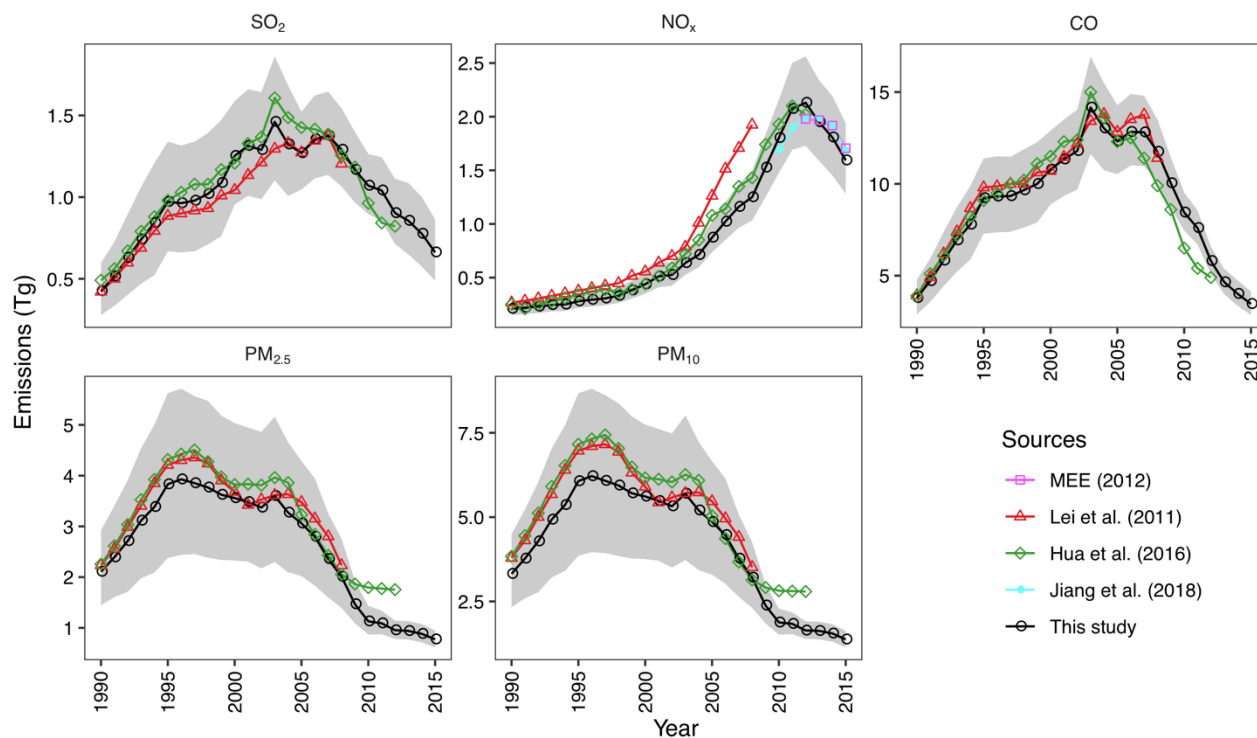 SO₂ NOₓ CO
1.5
1.0
0.5
2.5
2.0
1.5
1.0
0.5
15
10
5
1990 1995 2000 2005 2010 2015
PM₂.₅ PM₁₀
5
4
3
2
1
7.5
5.0
2.5
1990 1995 2000 2005 2010 2015
1990 1995 2000 2005 2010 2015
Emissions (Tg)
Year
Sources
MEE (2012)
Lei et al. (2011)
Hua et al. (2016)
Jiang et al. (2018)
This study